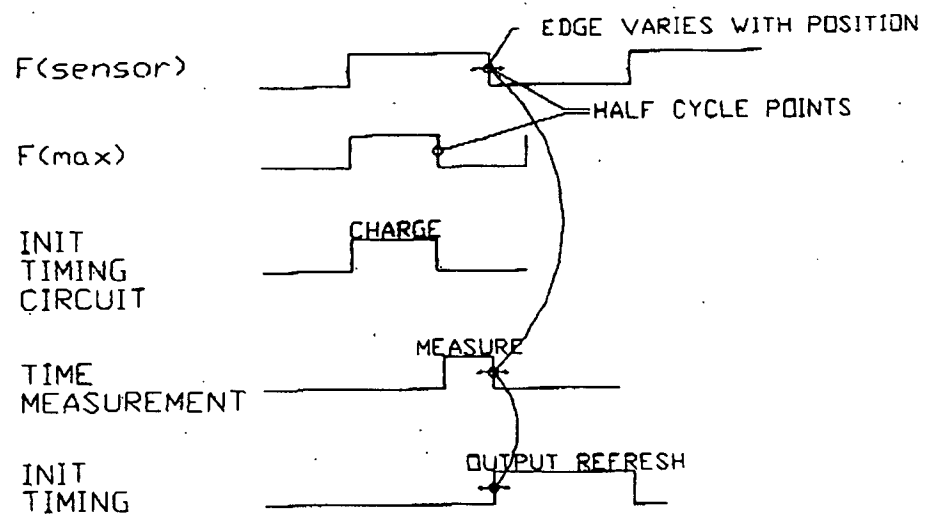 EDGE VARIES WITH POSITION
F(sensor)
HALF CYCLE POINTS
F(max)
CHARGE
INIT
TIMING
CIRCUIT
MEASURE
TIME
MEASUREMENT
OUTPUT REFRESH
INIT
TIMING